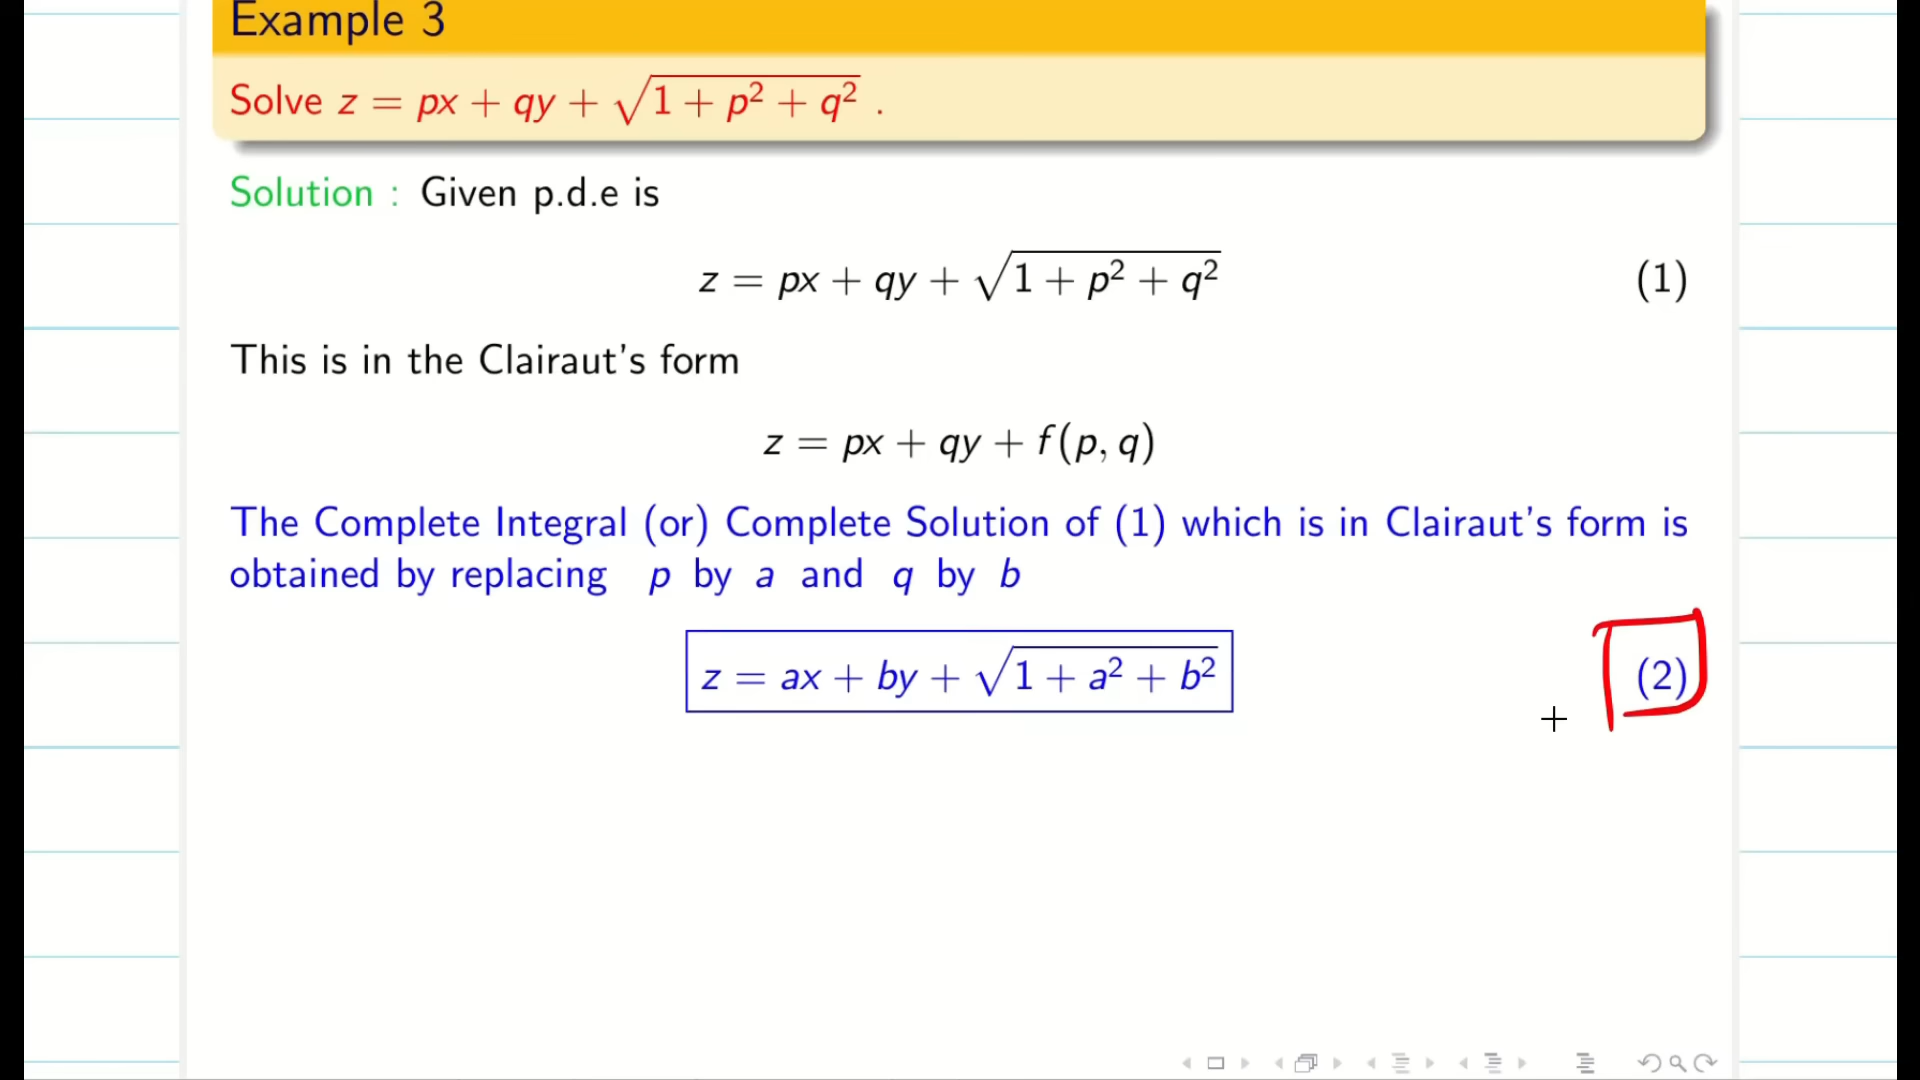 Example 3
Solve z = px + qy + √(1 + p² + q²) .
Solution : Given p.d.e is
z = px + qy + √(1 + p² + q²) (1)
This is in the Clairaut's form
z = px + qy + f(p, q)
The Complete Integral (or) Complete Solution of (1) which is in Clairaut's form is
obtained by replacing p by a and q by b
z = ax + by + √(1 + a² + b²) (2)